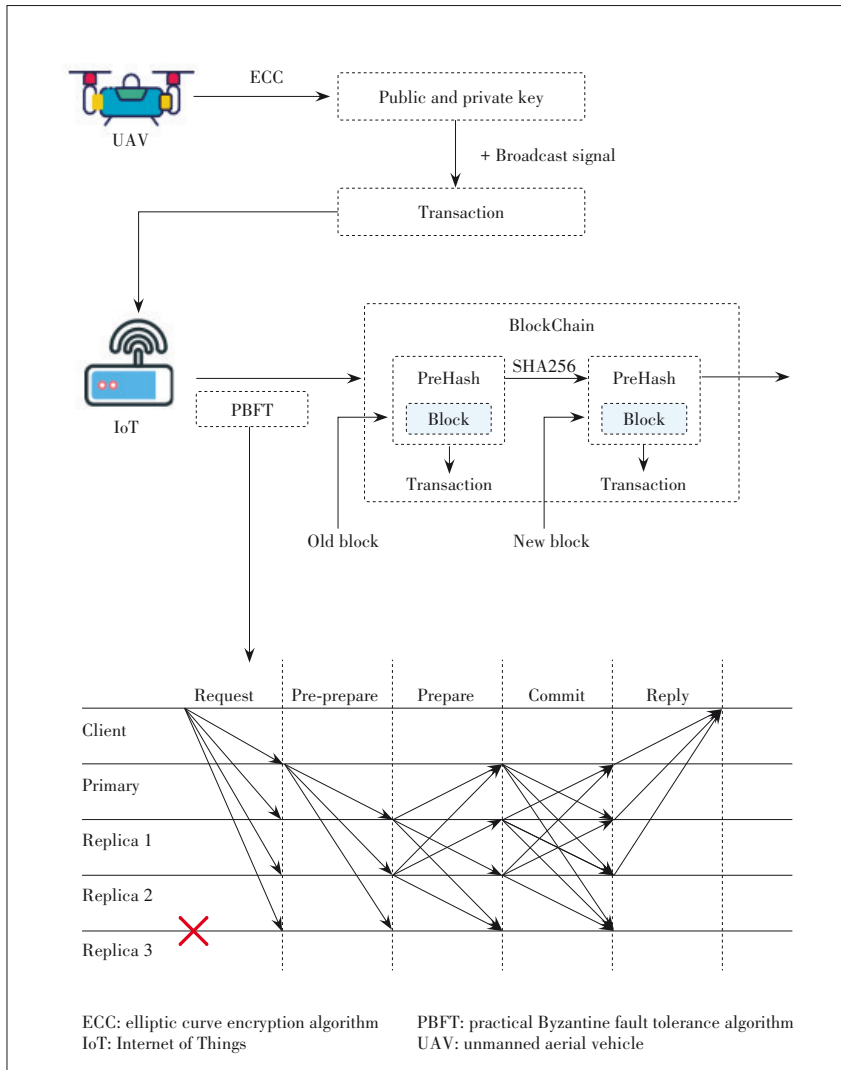 ECC
Public and private key
UAV
+ Broadcast signal
Transaction
BlockChain
SHA256
PreHash
PreHash
PBFT
Block
Block
IoT
Transaction
Transaction
Old block
New block
Request
Pre-prepare
Prepare
Commit
Reply
Client
Primary
Replica 1
Replica 2
Replica 3
ECC: elliptic curve encryption algorithm
PBFT: practical Byzantine fault tolerance algorithm
IoT: Internet of Things
UAV: unmanned aerial vehicle